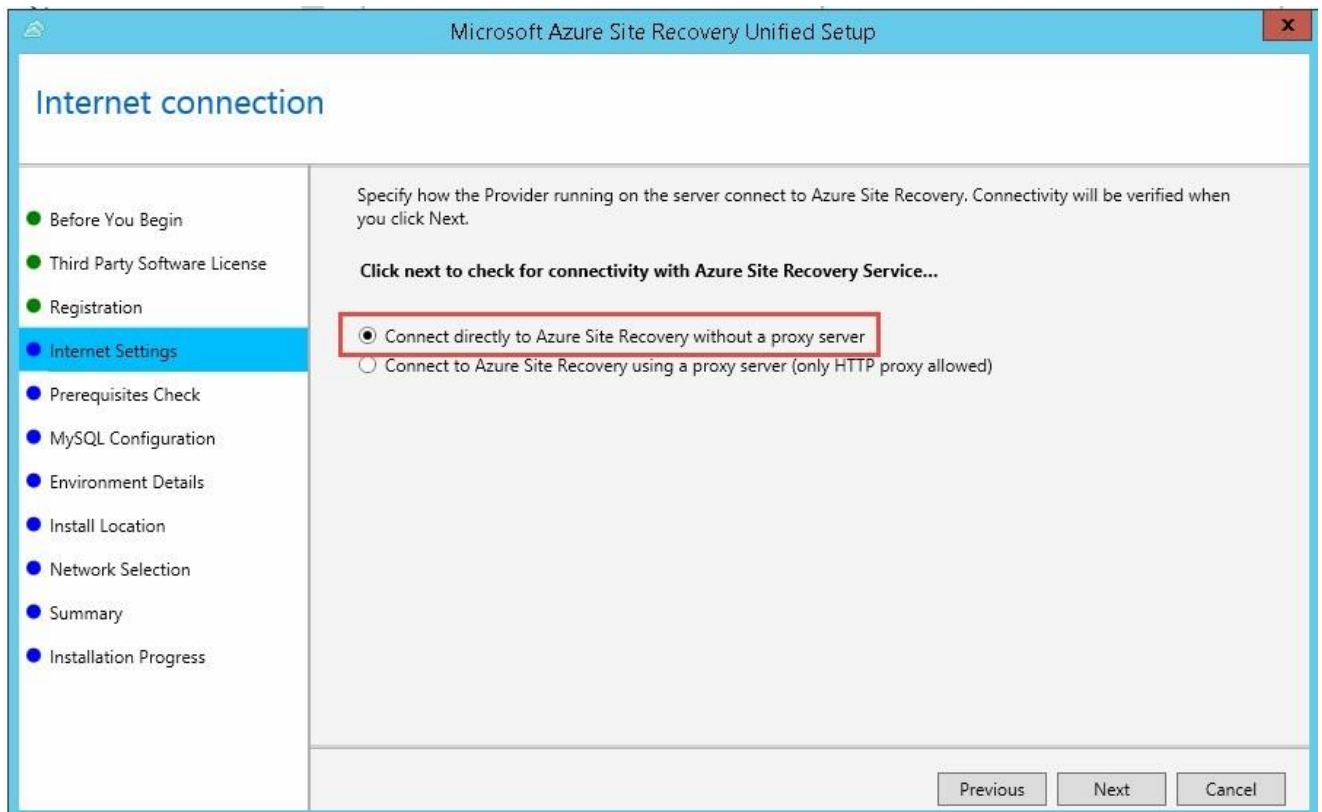 Microsoft Azure Site Recovery Unified Setup
x
Internet connection
Before You Begin
Third Party Software License
Registration
Internet Settings
Prerequisites Check
MySQL Configuration
Environment Details
Install Location
Network Selection
Summary
Installation Progress
Specify how the Provider running on the server connect to Azure Site Recovery. Connectivity will be verified when
you click Next.
Click next to check for connectivity with Azure Site Recovery Service...
Connect directly to Azure Site Recovery without a proxy server
Connect to Azure Site Recovery using a proxy server (only HTTP proxy allowed)
Previous
Next
Cancel